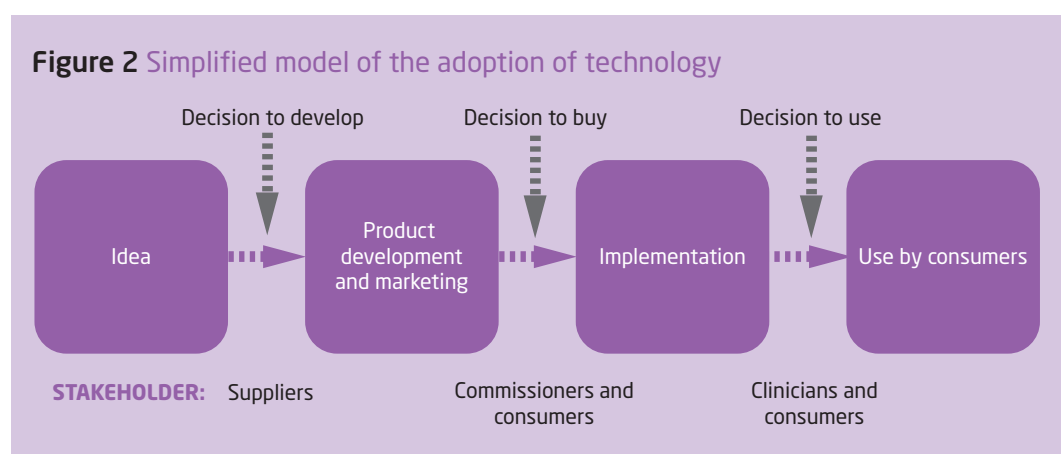 Figure 2 Simplified model of the adoption of technology
Decision to develop
Decision to buy
Decision to use
Idea
Product
development
and marketing
Implementation
Use by consumers
STAKEHOLDER:
Suppliers
Commissioners and
consumers
Clinicians and
consumers